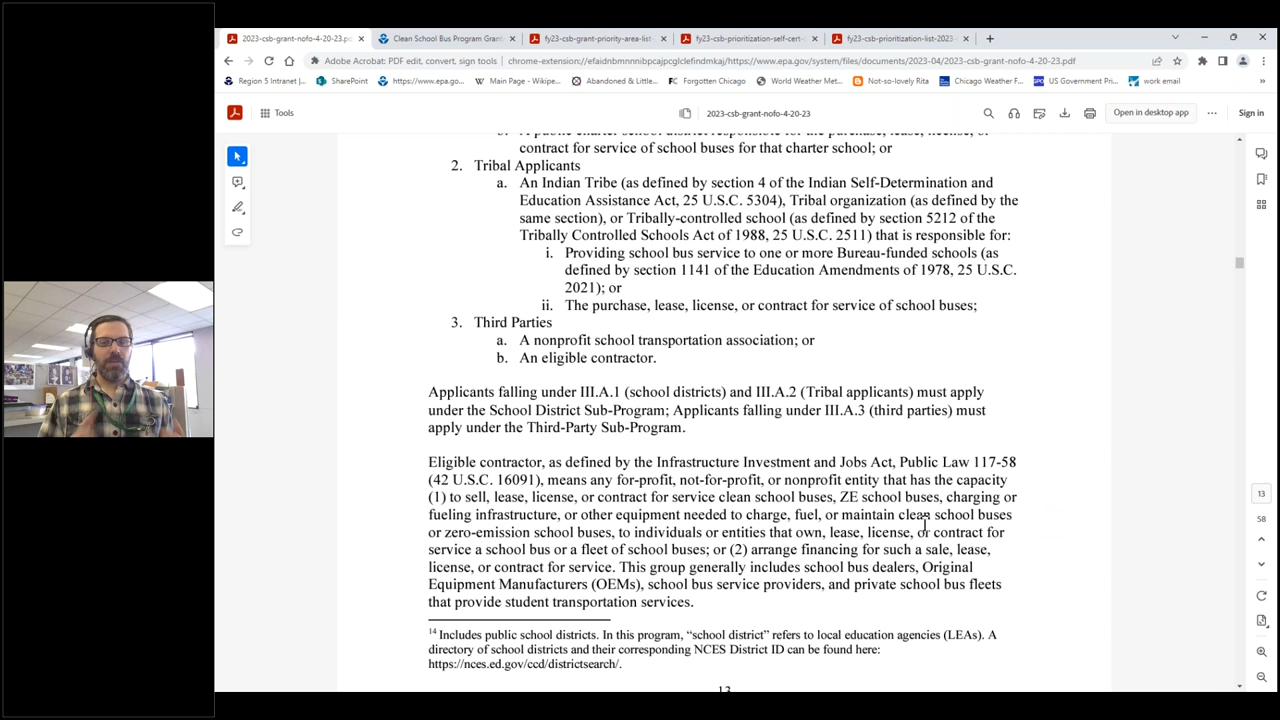 2023-csb-grant-nofo-4-20-23.pd
Clean School Bus Program Grant
fy23-csb-grant-priority-area-list-
fy23-csb-prioritization-self-cert-
fy23-csb-prioritization-list-2023-
Adobe Acrobat: PDF edit, convert, sign tools | chrome-extension://efaidnbmnnnibpcajpcglclefindmkaj/https://www.epa.gov/system/files/documents/2023-04/2023-csb-grant-nofo-4-20-23.pdf
Region 5 Intranet |...
SharePoint
https://www.epa.go...
Main Page - Wikipe...
Abandoned & Little...
Forgotten Chicago
World Weather Met...
Not-so-lovely Rita
Chicago Weather F...
US Government Pri...
work email
Tools
2023-csb-grant-nofo-4-20-23
Open in desktop app
Sign in
b. A public charter school district responsible for the purchase, lease, license, or
contract for service of school buses for that charter school; or
2. Tribal Applicants
a. An Indian Tribe (as defined by section 4 of the Indian Self-Determination and
Education Assistance Act, 25 U.S.C. 5304), Tribal organization (as defined by the
same section), or Tribally-controlled school (as defined by section 5212 of the
Tribally Controlled Schools Act of 1988, 25 U.S.C. 2511) that is responsible for:
i. Providing school bus service to one or more Bureau-funded schools (as
defined by section 1141 of the Education Amendments of 1978, 25 U.S.C.
2021); or
ii. The purchase, lease, license, or contract for service of school buses;
3. Third Parties
a. A nonprofit school transportation association; or
b. An eligible contractor.
Applicants falling under III.A.1 (school districts) and III.A.2 (Tribal applicants) must apply
under the School District Sub-Program; Applicants falling under III.A.3 (third parties) must
apply under the Third-Party Sub-Program.
Eligible contractor, as defined by the Infrastructure Investment and Jobs Act, Public Law 117-58
(42 U.S.C. 16091), means any for-profit, not-for-profit, or nonprofit entity that has the capacity
(1) to sell, lease, license, or contract for service clean school buses, ZE school buses, charging or
fueling infrastructure, or other equipment needed to charge, fuel, or maintain clean school buses
or zero-emission school buses, to individuals or entities that own, lease, license, or contract for
service a school bus or a fleet of school buses; or (2) arrange financing for such a sale, lease,
license, or contract for service. This group generally includes school bus dealers, Original
Equipment Manufacturers (OEMs), school bus service providers, and private school bus fleets
that provide student transportation services.
14 Includes public school districts. In this program, “school district” refers to local education agencies (LEAs). A
directory of school districts and their corresponding NCES District ID can be found here:
https://nces.ed.gov/ccd/districtsearch/.
13
13
58